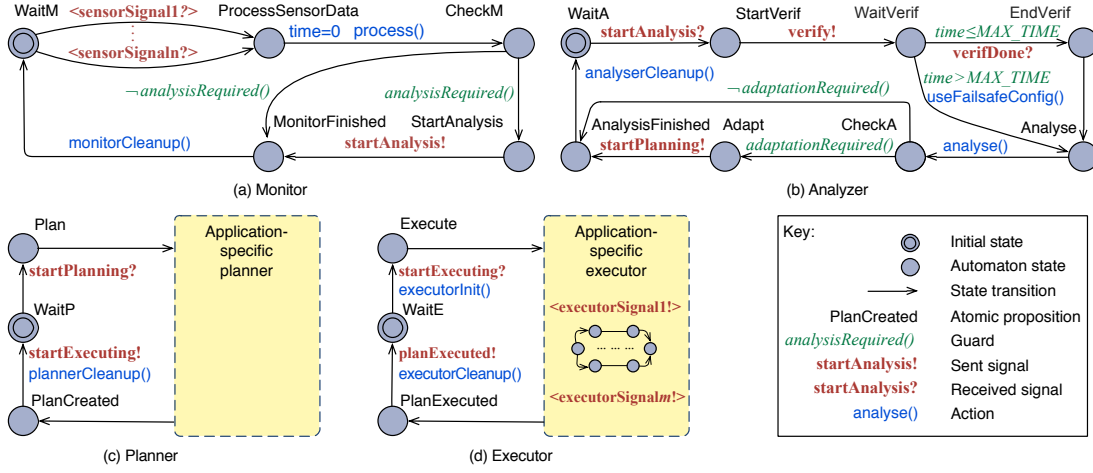 WaitM
<sensorSignal1?>
<sensorSignaln?>
ProcessSensorData
time=0 process()
CheckM
¬analysisRequired()
analysisRequired()
MonitorFinished
StartAnalysis
monitorCleanup()
startAnalysis!
(a) Monitor
WaitA
startAnalysis?
StartVerif
verify!
WaitVerif
time≤MAX_TIME
verifDone?
EndVerif
analyserCleanup()
time>MAX_TIME
useFailsafeConfig()
¬adaptationRequired()
AnalysisFinished
Adapt
CheckA
Analyse
startPlanning!
adaptationRequired()
analyse()
(b) Analyzer
Plan
startPlanning?
WaitP
startExecuting!
plannerCleanup()
PlanCreated
Application-
specific
planner
(c) Planner
Execute
startExecuting?
executorInit()
WaitE
planExecuted!
executorCleanup()
PlanExecuted
Application-
specific
executor
<executorSignal1!>
... ... ...
<executorSignalm!>
(d) Executor
Key:
Initial state
Automaton state
State transition
PlanCreated Atomic proposition
analysisRequired() Guard
startAnalysis! Sent signal
startAnalysis? Received signal
analyse() Action